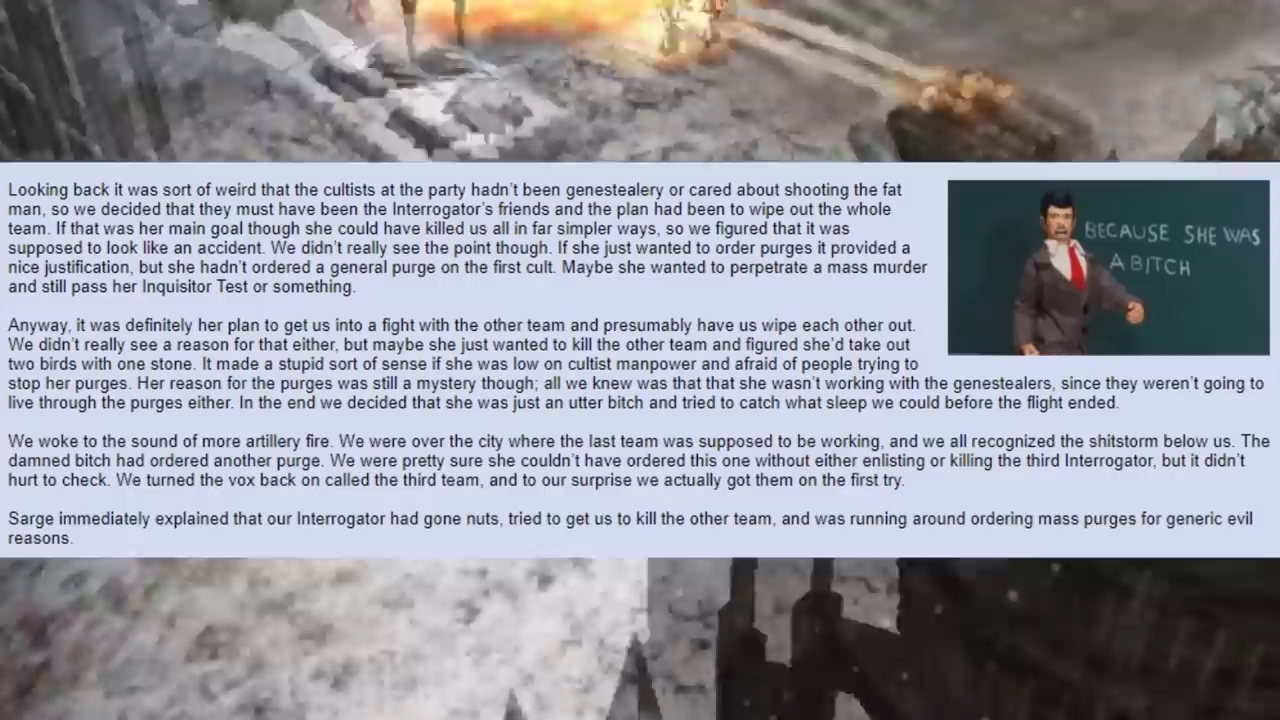 Looking back it was sort of weird that the cultists at the party hadn't been genestealery or cared about shooting the fat
man, so we decided that they must have been the Interrogator's friends and the plan had been to wipe out the whole
team. If that was her main goal though she could have killed us all in far simpler ways, so we figured that it was
supposed to look like an accident. We didn't really see the point though. If she just wanted to order purges it provided a
nice justification, but she hadn't ordered a general purge on the first cult. Maybe she wanted to perpetrate a mass murder
and still pass her Inquisitor Test or something.
BECAUSE SHE WAS
A BITCH
Anyway, it was definitely her plan to get us into a fight with the other team and presumably have us wipe each other out.
We didn't really see a reason for that either, but maybe she just wanted to kill the other team and figured she'd take out
two birds with one stone. It made a stupid sort of sense if she was low on cultist manpower and afraid of people trying to
stop her purges. Her reason for the purges was still a mystery though; all we knew was that that she wasn't working with the genestealers, since they weren't going to
live through the purges either. In the end we decided that she was just an utter bitch and tried to catch what sleep we could before the flight ended.
We woke to the sound of more artillery fire. We were over the city where the last team was supposed to be working, and we all recognized the shitstorm below us. The
damned bitch had ordered another purge. We were pretty sure she couldn't have ordered this one without either enlisting or killing the third Interrogator, but it didn't
hurt to check. We turned the vox back on called the third team, and to our surprise we actually got them on the first try.
Sarge immediately explained that our Interrogator had gone nuts, tried to get us to kill the other team, and was running around ordering mass purges for generic evil
reasons.